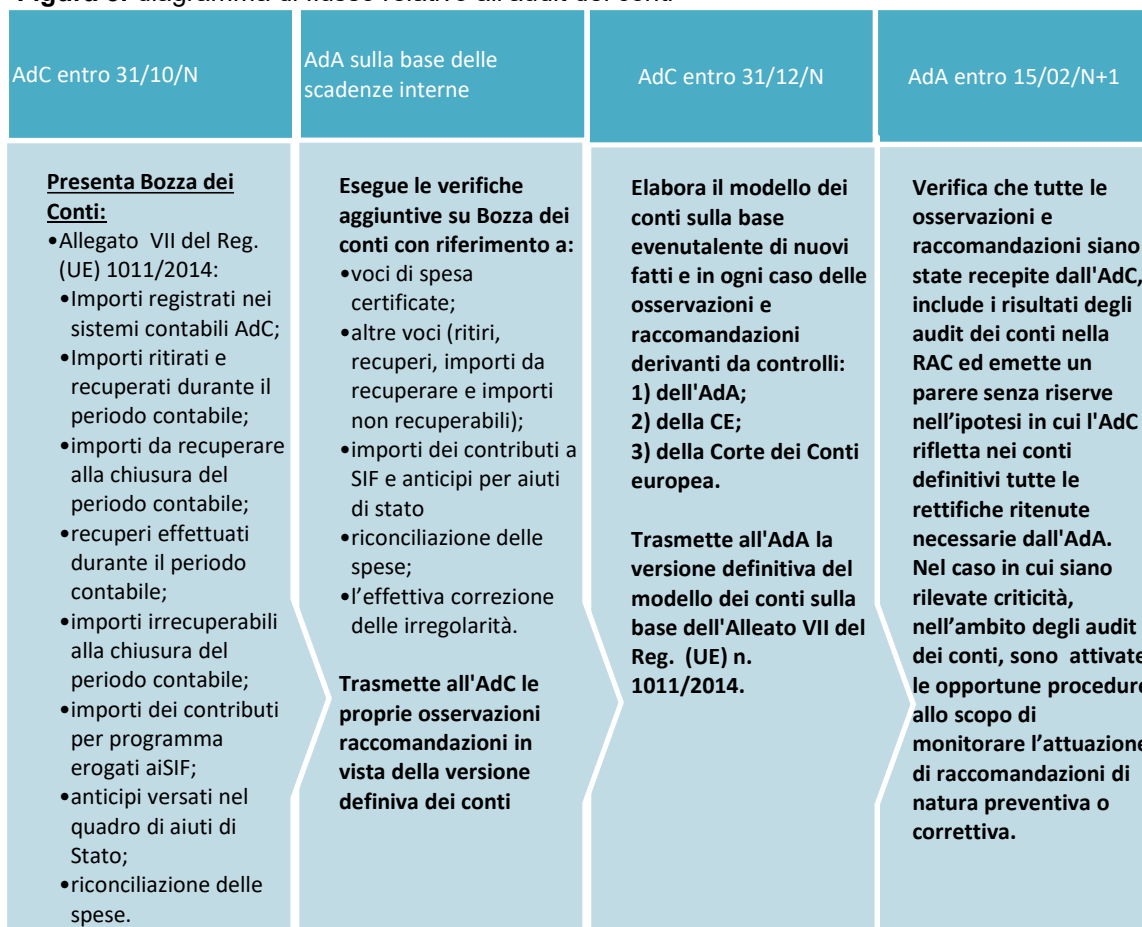 AdC entro 31/10/N
AdA sulla base delle
scadenze interne
AdC entro 31/12/N
AdA entro 15/02/N+1
Presenta Bozza dei
Conti:
•Allegato VII del Reg.
(UE) 1011/2014:
•Importi registrati nei
sistemi contabili AdC;
•Importi ritirati e
recuperati durante il
periodo contabile;
•importi da recuperare
alla chiusura del
periodo contabile;
•recuperi effettuati
durante il periodo
contabile;
•importi irrecuperabili
alla chiusura del
periodo contabile;
•importi dei contributi
per programma
erogati aiSIF;
•anticipi versati nel
quadro di aiuti di
Stato;
•riconciliazione delle
spese.
Esegue le verifiche
aggiuntive su Bozza dei
conti con riferimento a:
•voci di spesa
certificate;
•altre voci (ritiri,
recuperi, importi da
recuperare e importi
non recuperabili);
•importi dei contributi a
SIF e anticipi per aiuti
di stato
•riconciliazione delle
spese;
•l’effettiva correzione
delle irregolarità.
Trasmette all'AdC le
proprie osservazioni
raccomandazioni in
vista della versione
definiva dei conti
Elabora il modello dei
conti sulla base
evenutalente di nuovi
fatti e in ogni caso delle
osservazioni e
raccomandazioni
derivanti da controlli:
1) dell'AdA;
2) della CE;
3) della Corte dei Conti
europea.
Trasmette all'AdA la
versione definitiva del
modello dei conti sulla
base dell'Alleato VII del
Reg. (UE) n.
1011/2014.
Verifica che tutte le
osservazioni e
raccomandazioni siano
state recepite dall'AdC,
include i risultati degli
audit dei conti nella
RAC ed emette un
parere senza riserve
nell’ipotesi in cui l'AdC
rifletta nei conti
definitivi tutte le
rettifiche ritenute
necessarie dall'AdA.
Nel caso in cui siano
rilevate criticità,
nell’ambito degli audit
dei conti, sono attivate
le opportune procedure
allo scopo di
monitorare l’attuazione
di raccomandazioni di
natura preventiva o
correttiva.